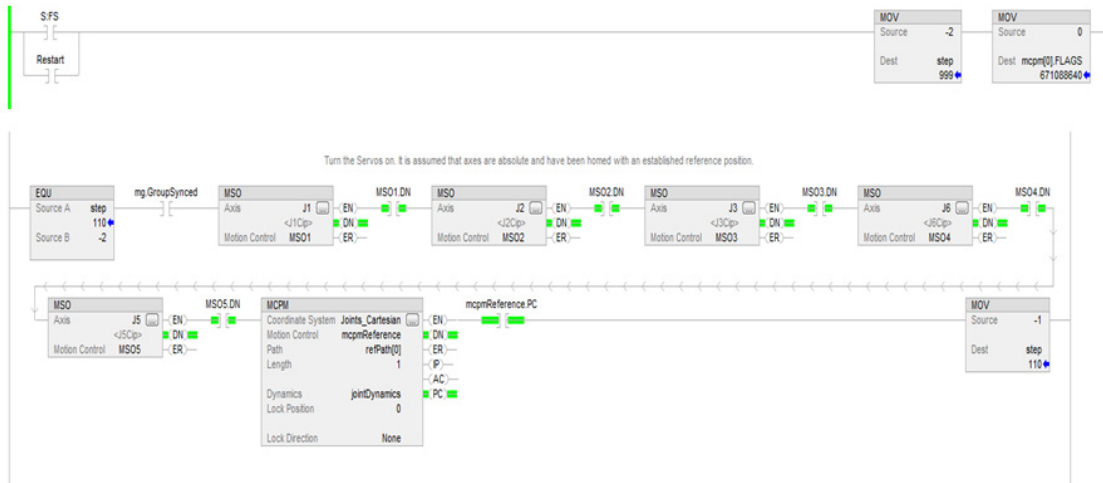 S:FS
MOV MOV
Source -2 Source 0
Restart
Dest step Dest mcpm[0].FLAGS
999 671088640
Turn the Servos on. It is assumed that axes are absolute and have been homed with an established reference position.
EQU mg.GroupSynced MSO MSO1.DN MSO MSO2.DN MSO MSO3.DN MSO MSO4.DN
Source A step Axis J1 ... EN Axis J2 ... EN Axis J3 ... EN Axis J6 ... EN
110 <J1Cip> DN <J2Cip> DN <J3Cip> DN <J6Cip> DN
Source B -2 Motion Control MSO1 ER Motion Control MSO2 ER Motion Control MSO3 ER Motion Control MSO4 ER
MSO MSO5.DN MCPM mcpmReference.PC MOV
Axis J5 ... EN Coordinate System Joints_Cartesian ... EN Source -1
<J5Cip> DN Motion Control mcpmReference DN
Motion Control MSO5 ER Path refPath[0] ER Dest step
Length 1 IP 110
AC
Dynamics jointDynamics PC
Lock Position 0
Lock Direction None